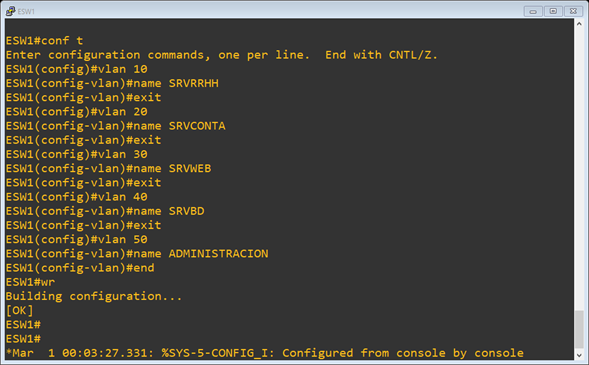 ESW1
ESW1#conf t
Enter configuration commands, one per line.  End with CNTL/Z.
ESW1(config)#vlan 10
ESW1(config-vlan)#name SRVRRHH
ESW1(config-vlan)#exit
ESW1(config)#vlan 20
ESW1(config-vlan)#name SRVCONTA
ESW1(config-vlan)#exit
ESW1(config)#vlan 30
ESW1(config-vlan)#name SRVWEB
ESW1(config-vlan)#exit
ESW1(config)#vlan 40
ESW1(config-vlan)#name SRVBD
ESW1(config-vlan)#exit
ESW1(config)#vlan 50
ESW1(config-vlan)#name ADMINISTRACION
ESW1(config-vlan)#end
ESW1#wr
Building configuration...
[OK]
ESW1#
ESW1#
*Mar  1 00:03:27.331: %SYS-5-CONFIG_I: Configured from console by console